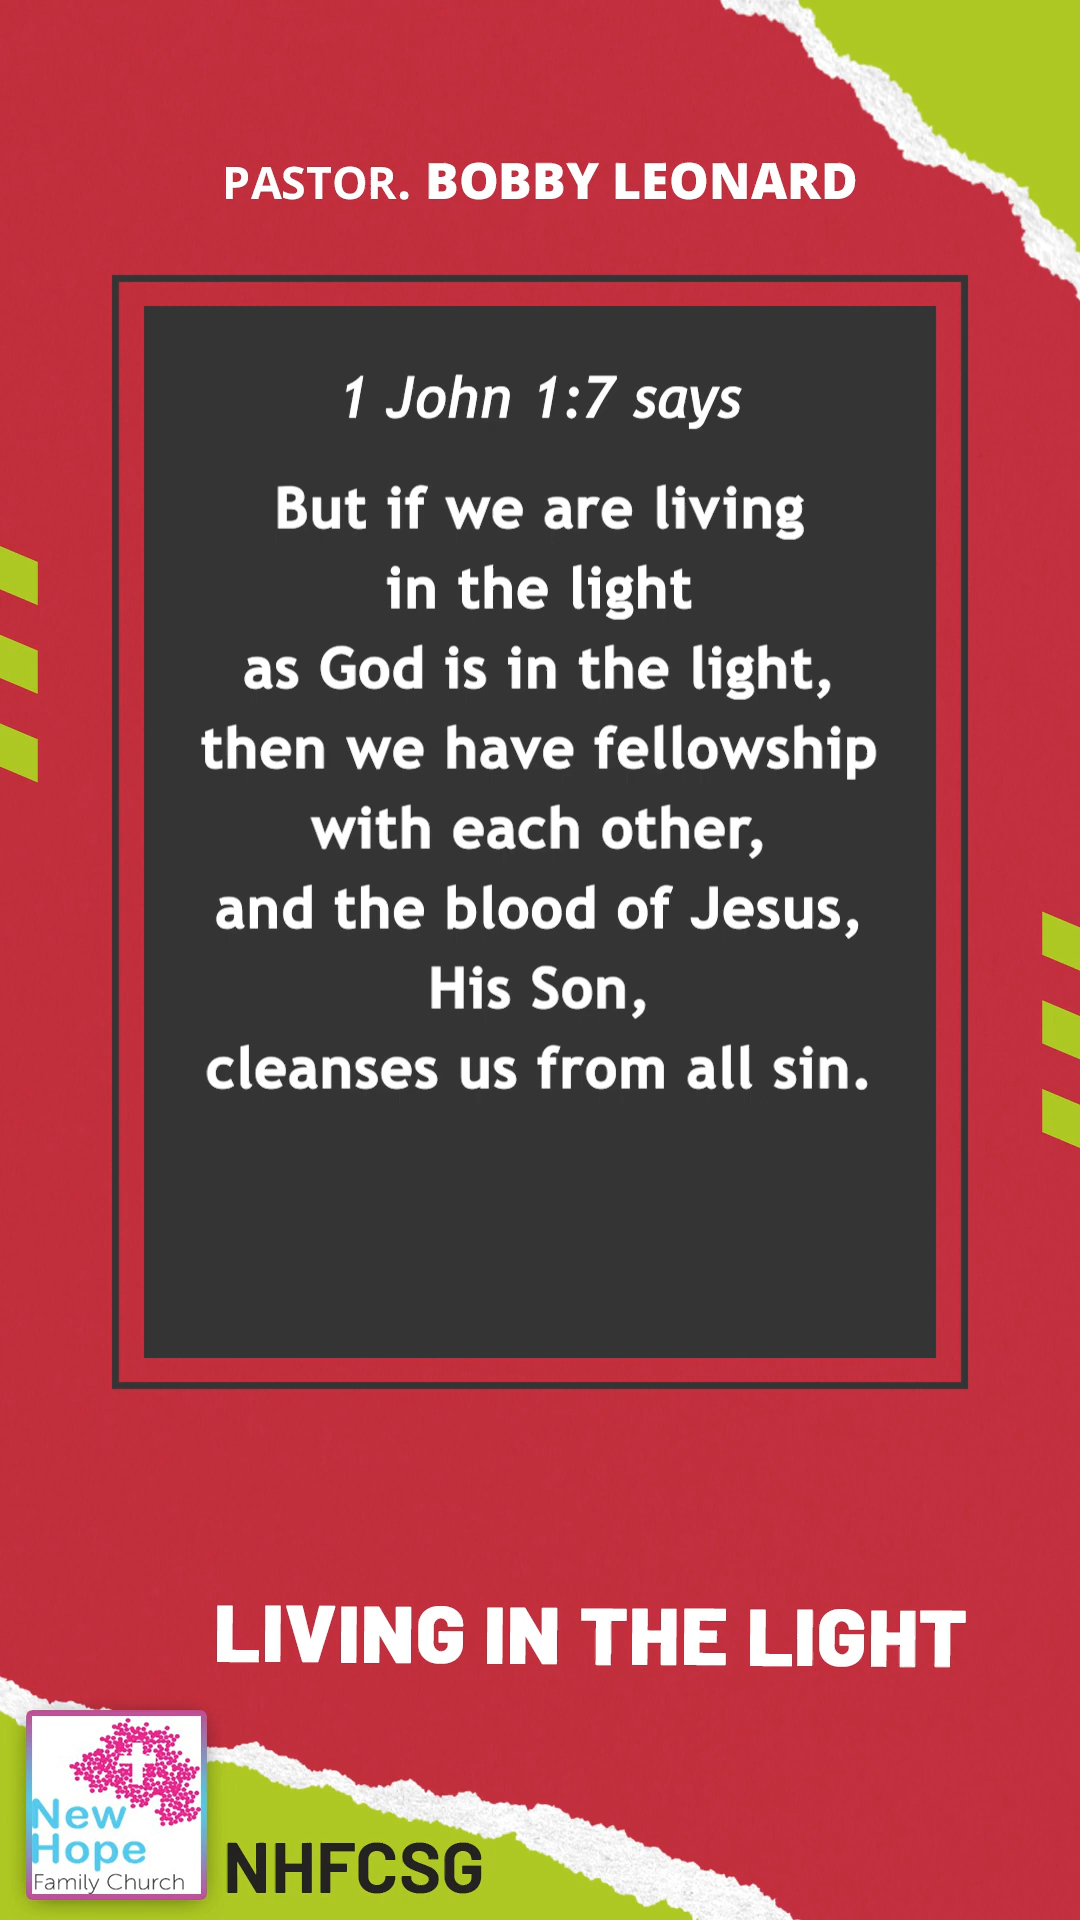 PASTOR. BOBBY LEONARD
1 John 1:7 says
But if we are living
in the light
as God is in the light,
then we have fellowship
with each other,
and the blood of Jesus,
His Son,
cleanses us from all sin.
LIVING IN THE LIGHT
New
Hope
Family Church
NHFCSG